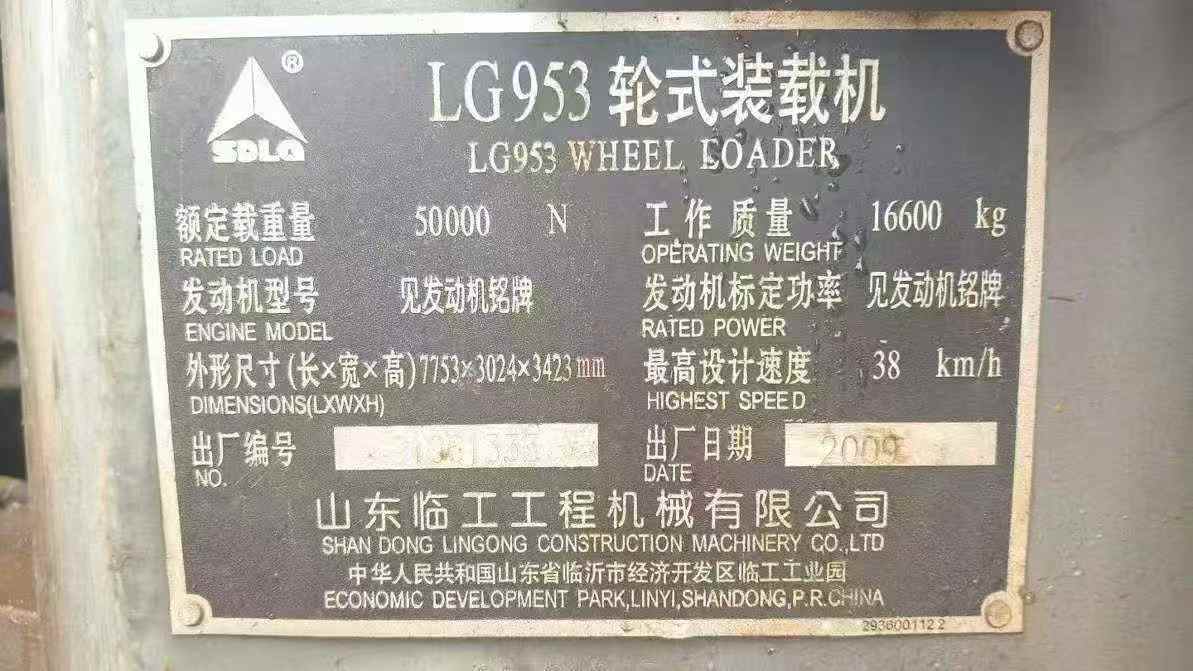 ®
SDLG
LG953 轮式装载机
LG953 WHEEL LOADER
额定载重量 50000 N 工作质量 16600 kg
RATED LOAD OPERATING WEIGHT
发动机型号 见发动机铭牌 发动机标定功率 见发动机铭牌
ENGINE MODEL RATED POWER
外形尺寸(长×宽×高)7753×3024×3423mm 最高设计速度 38 km/h
DIMENSIONS(LXWXH) HIGHEST SPEED
出厂编号 出厂日期 2009
NO. DATE
山东临工工程机械有限公司
SHAN DONG LINGONG CONSTRUCTION MACHINERY CO.,LTD
中华人民共和国山东省临沂市经济开发区临工工业园
ECONOMIC DEVELOPMENT PARK,LINYI,SHANDONG,P.R.CHINA
293600112 2